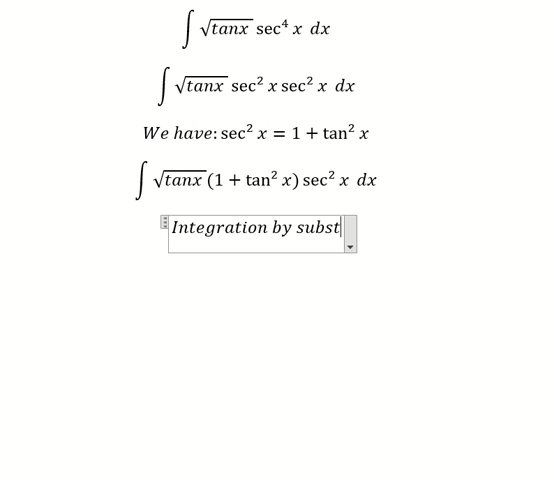 ∫ √tanx sec⁴ x dx
∫ √tanx sec² x sec² x dx
We have: sec² x = 1 + tan² x
∫ √tanx (1 + tan² x) sec² x dx
Integration by subst